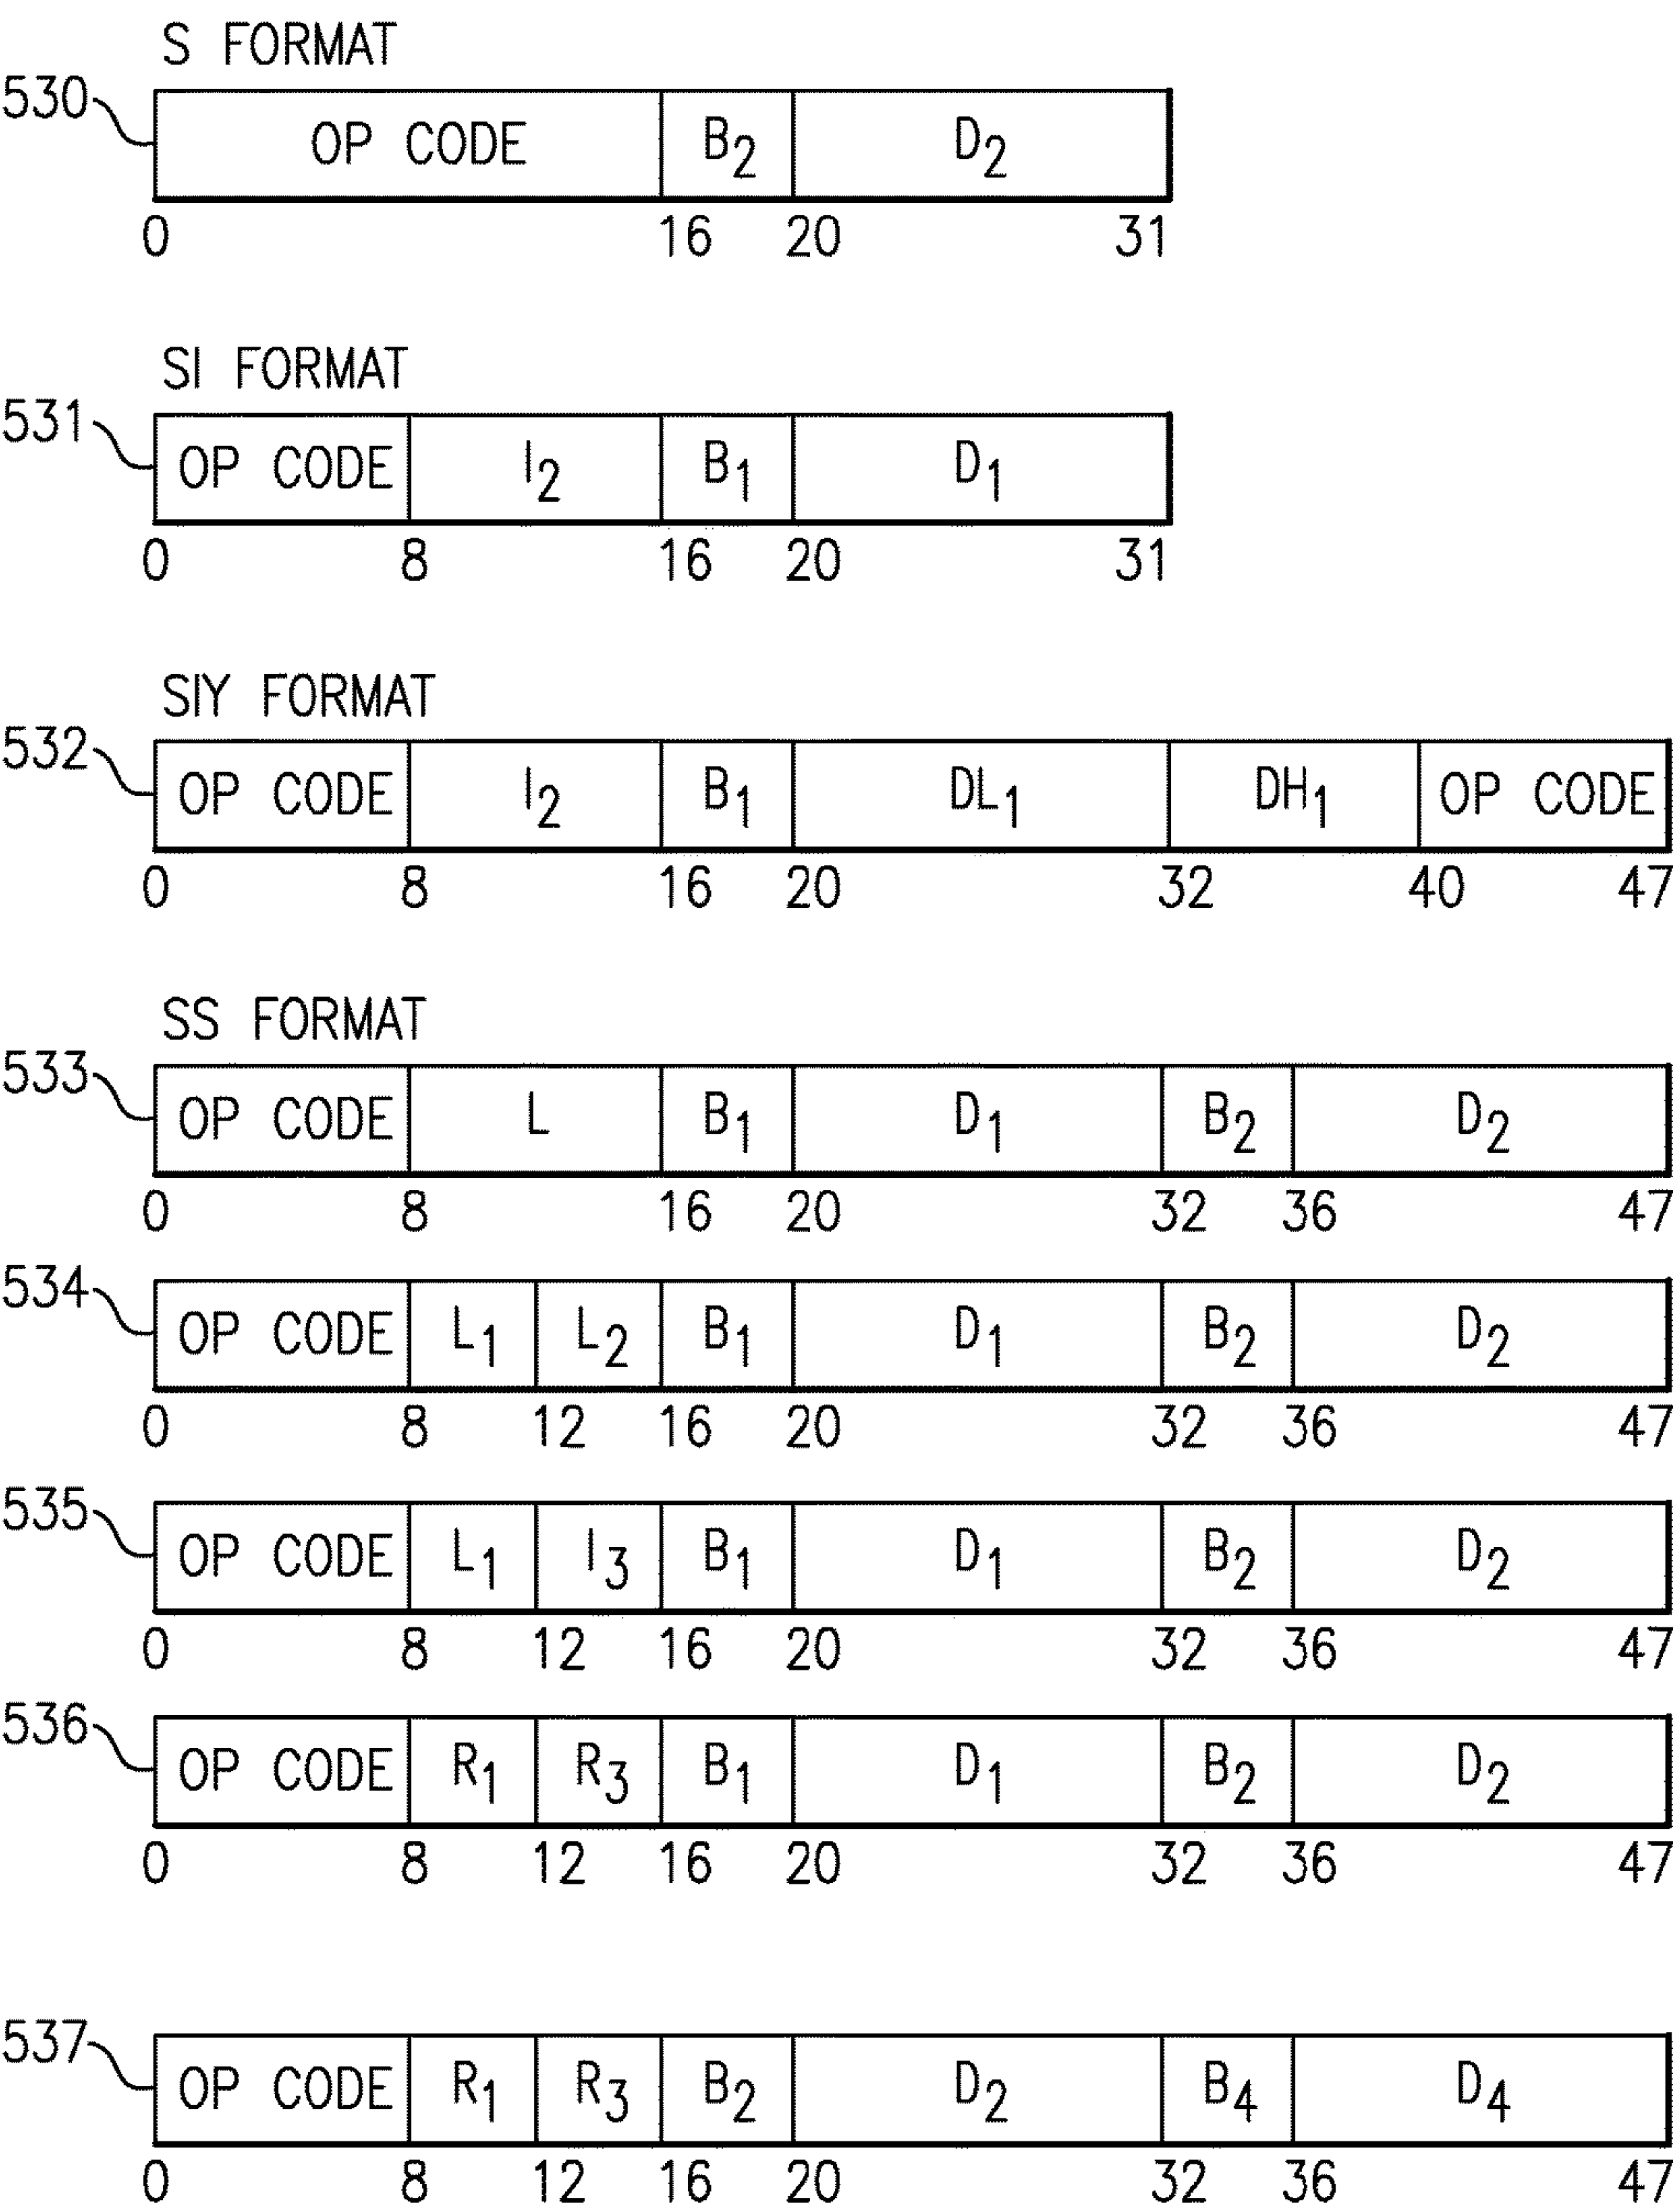 S FORMAT
530
OP CODE B2 D2
0 16 20 31
SI FORMAT
531
OP CODE I2 B1 D1
0 8 16 20 31
SIY FORMAT
532
OP CODE I2 B1 DL1 DH1 OP CODE
0 8 16 20 32 40 47
SS FORMAT
533
OP CODE L B1 D1 B2 D2
0 8 16 20 32 36 47
534
OP CODE L1 L2 B1 D1 B2 D2
0 8 12 16 20 32 36 47
535
OP CODE L1 I3 B1 D1 B2 D2
0 8 12 16 20 32 36 47
536
OP CODE R1 R3 B1 D1 B2 D2
0 8 12 16 20 32 36 47
537
OP CODE R1 R3 B2 D2 B4 D4
0 8 12 16 20 32 36 47